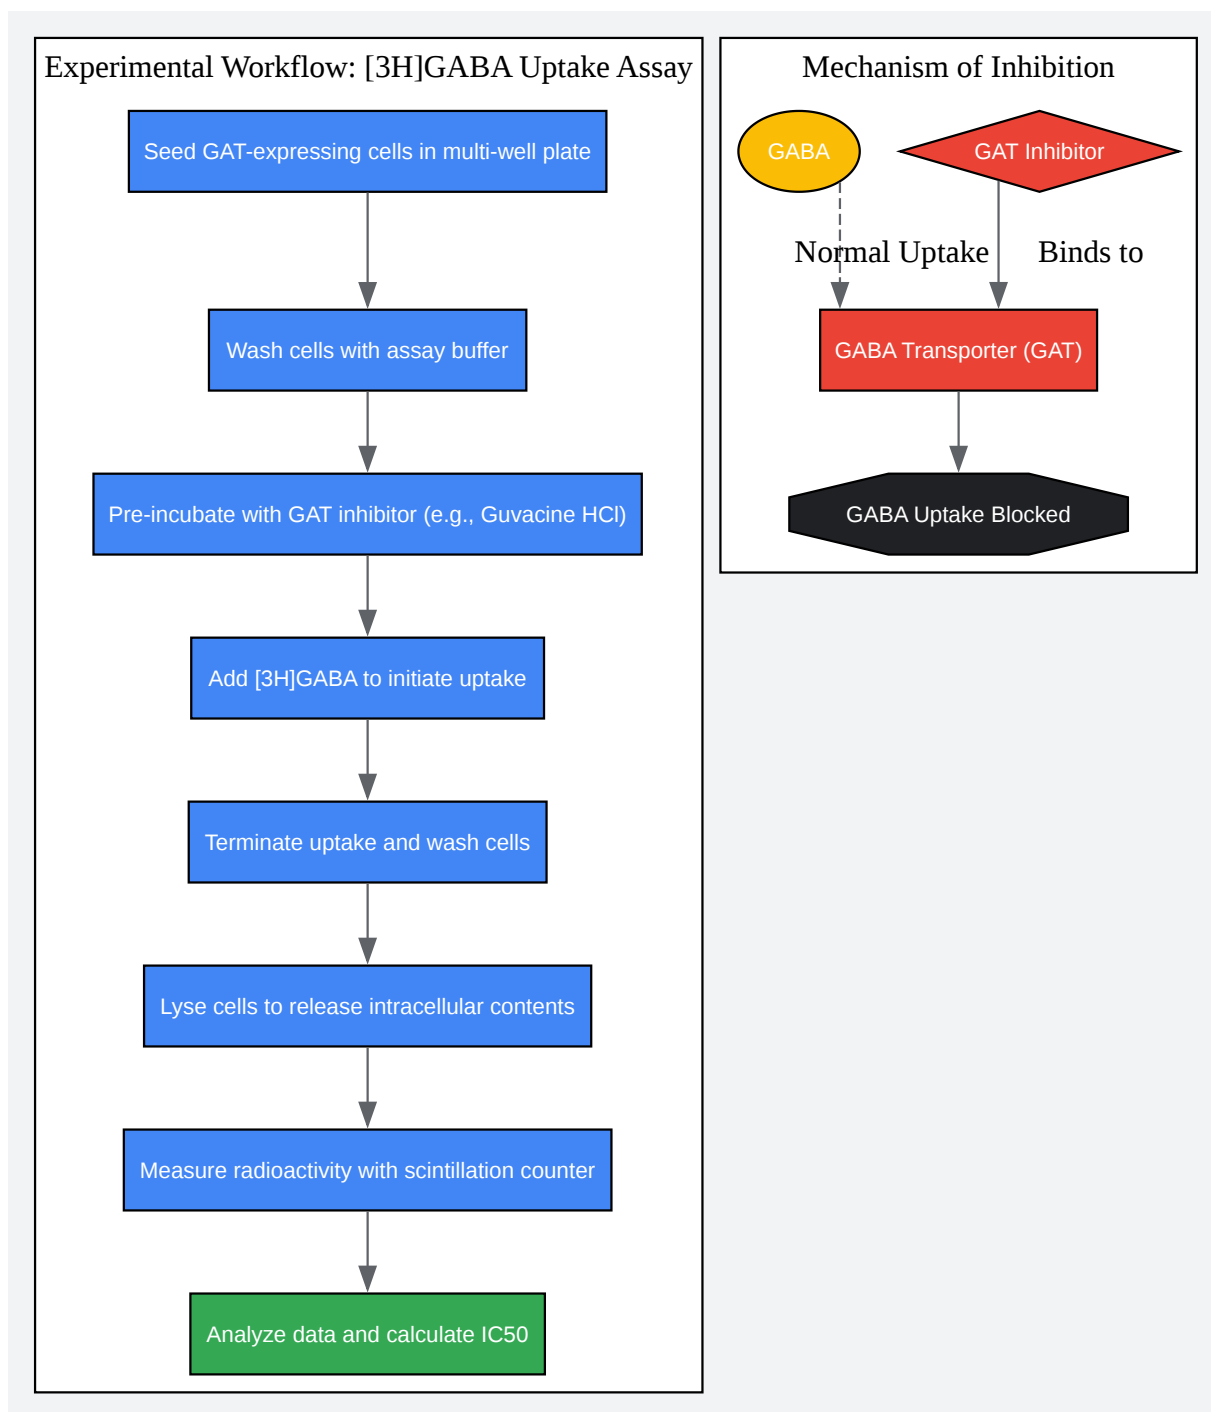 Experimental Workflow: [3H]GABA Uptake Assay
Seed GAT-expressing cells in multi-well plate
Wash cells with assay buffer
Pre-incubate with GAT inhibitor (e.g., Guvacine HCl)
Add [3H]GABA to initiate uptake
Terminate uptake and wash cells
Lyse cells to release intracellular contents
Measure radioactivity with scintillation counter
Analyze data and calculate IC50
Mechanism of Inhibition
GABA
GAT Inhibitor
Normal Uptake
Binds to
GABA Transporter (GAT)
GABA Uptake Blocked